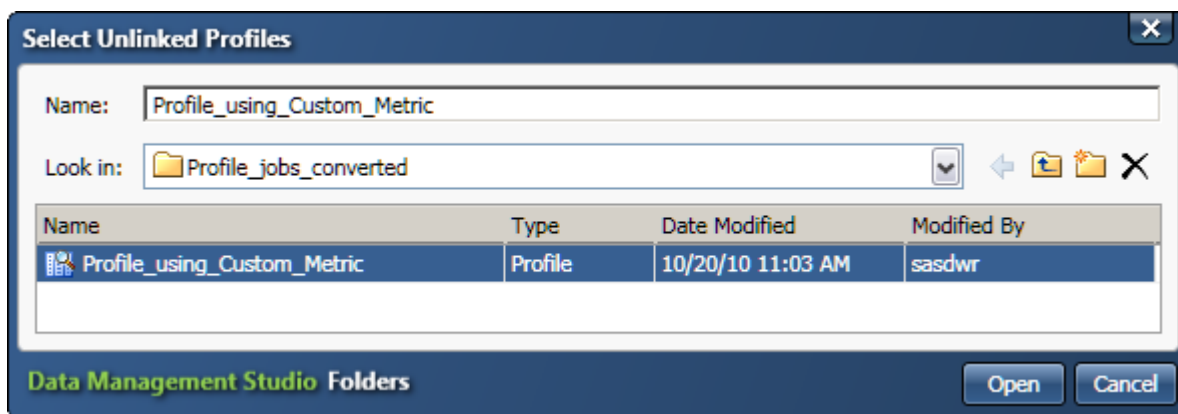 Select Unlinked Profiles
Name: Profile_using_Custom_Metric
Look in: Profile_jobs_converted
Name Type Date Modified Modified By
Profile_using_Custom_Metric Profile 10/20/10 11:03 AM sasdwr
Data Management Studio Folders Open Cancel